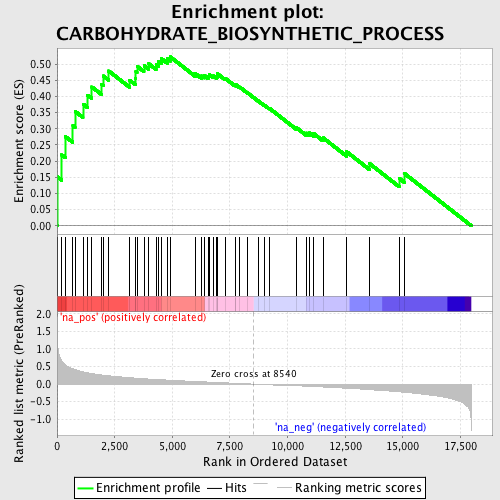 Enrichment plot:
CARBOHYDRATE_BIOSYNTHETIC_PROCESS
Enrichment score (ES)
0.50
0.45
0.40
0.35
0.30
0.25
0.20
0.15
0.10
0.05
0.00
'na_pos' (positively correlated)
Ranked list metric (PreRanked)
2.0
1.5
1.0
0.5
0.0
-0.5
-1.0
Zero cross at 8540
'na_neg' (negatively correlated)
0 2,500 5,000 7,500 10,000 12,500 15,000 17,500
Rank in Ordered Dataset
Enrichment profile Hits Ranking metric scores